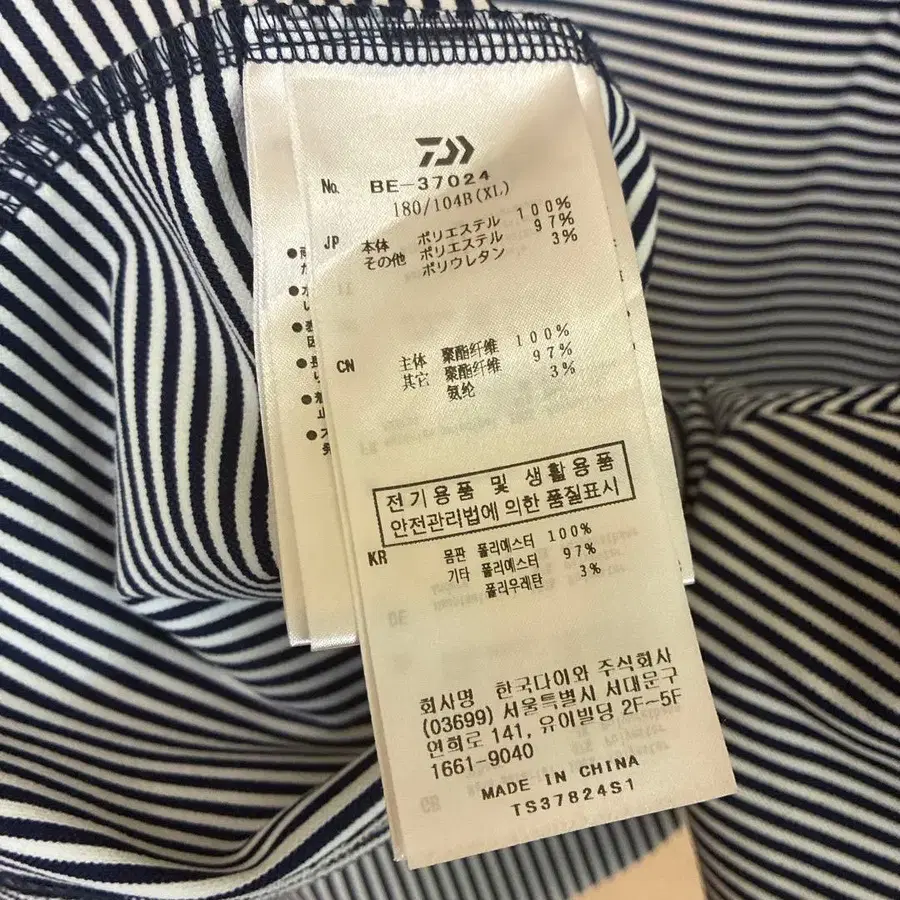 No. BE-37024
180/104B(XL)
JP 本体 ポリエステル 100%
その他 ポリエステル 97%
ポリウレタン 3%
CN 主体 聚酯纤维 100%
其它 聚酯纤维 97%
氨纶 3%
전기용품 및 생활용품
안전관리법에 의한 품질표시
KR 몸판 폴리에스터 100%
기타 폴리에스터 97%
폴리우레탄 3%
회사명 한국다이와 주식회사
(03699) 서울특별시 서대문구
연희로 141, 유이빌딩 2F~5F
1661-9040
MADE IN CHINA
TS37824S1